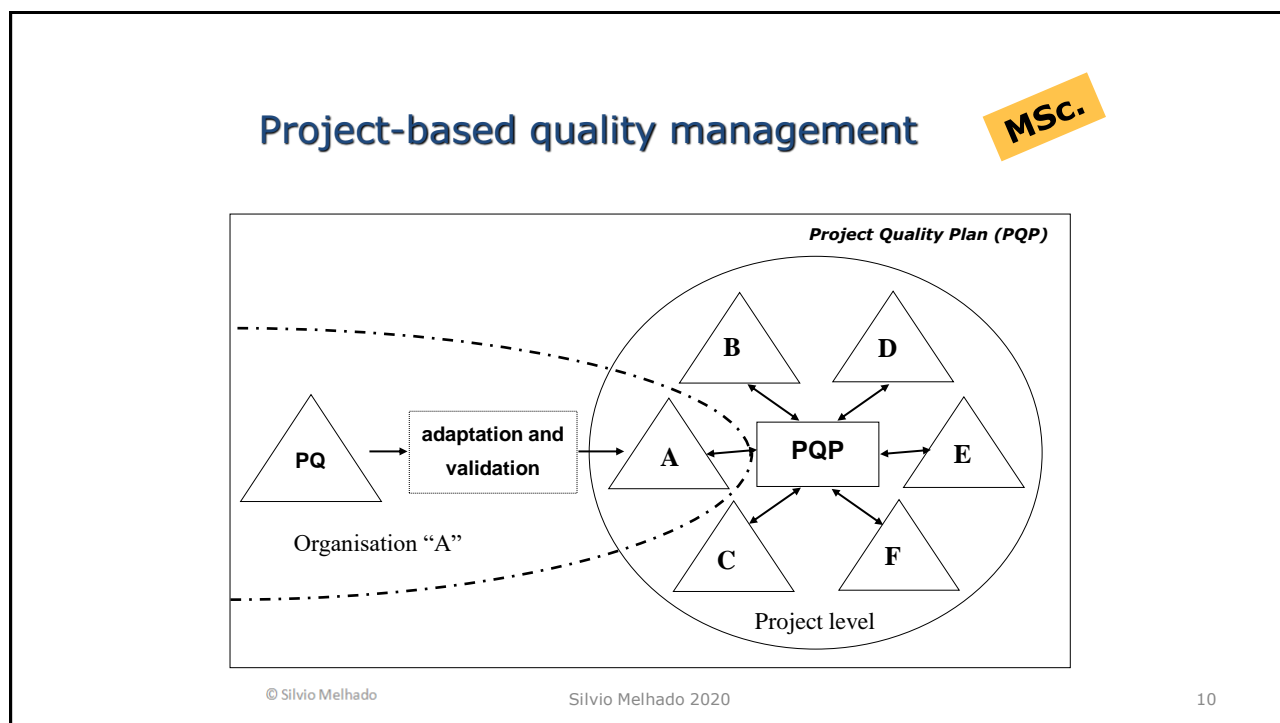 Project-based quality management
MSc.
Project Quality Plan (PQP)
B
D
PQ
adaptation and
validation
A
PQP
E
Organisation “A”
C
F
Project level
© Silvio Melhado
Silvio Melhado 2020
10